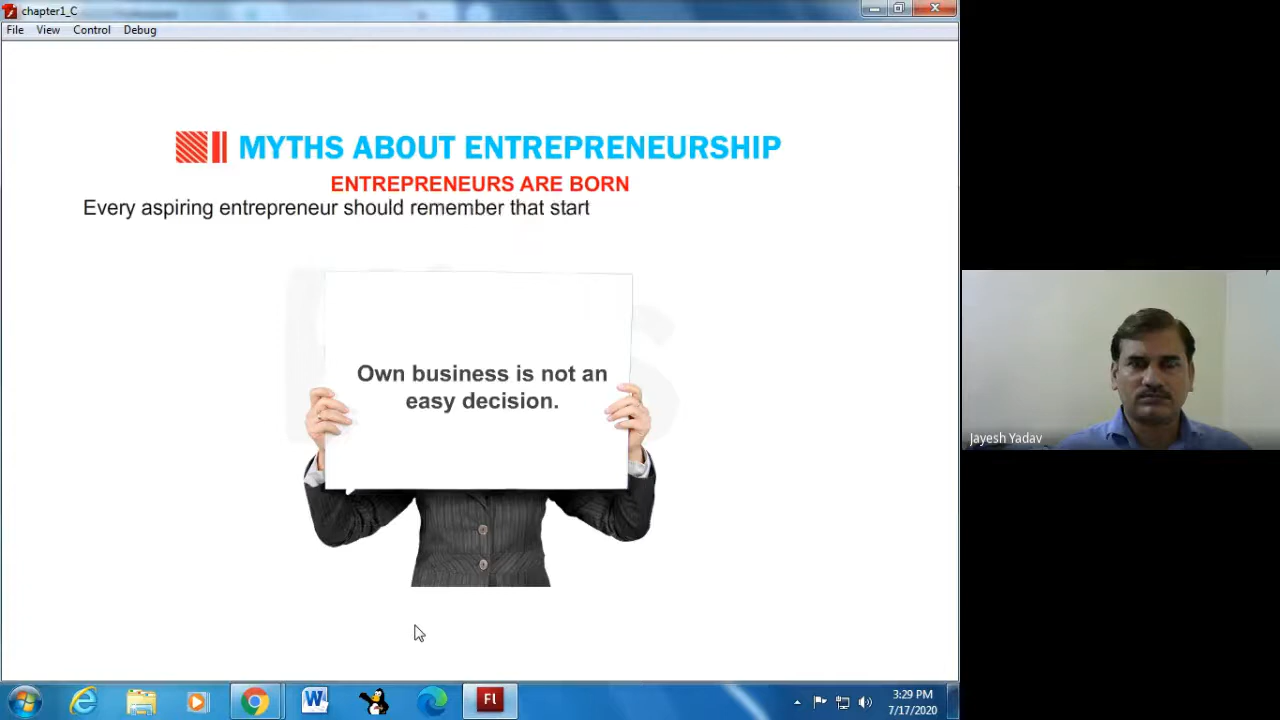 chapter1_C
File View Control Debug
MYTHS ABOUT ENTREPRENEURSHIP
ENTREPRENEURS ARE BORN
Every aspiring entrepreneur should remember that start
Own business is not an
easy decision.
Jayesh Yadav
Fl
3:29 PM
7/17/2020